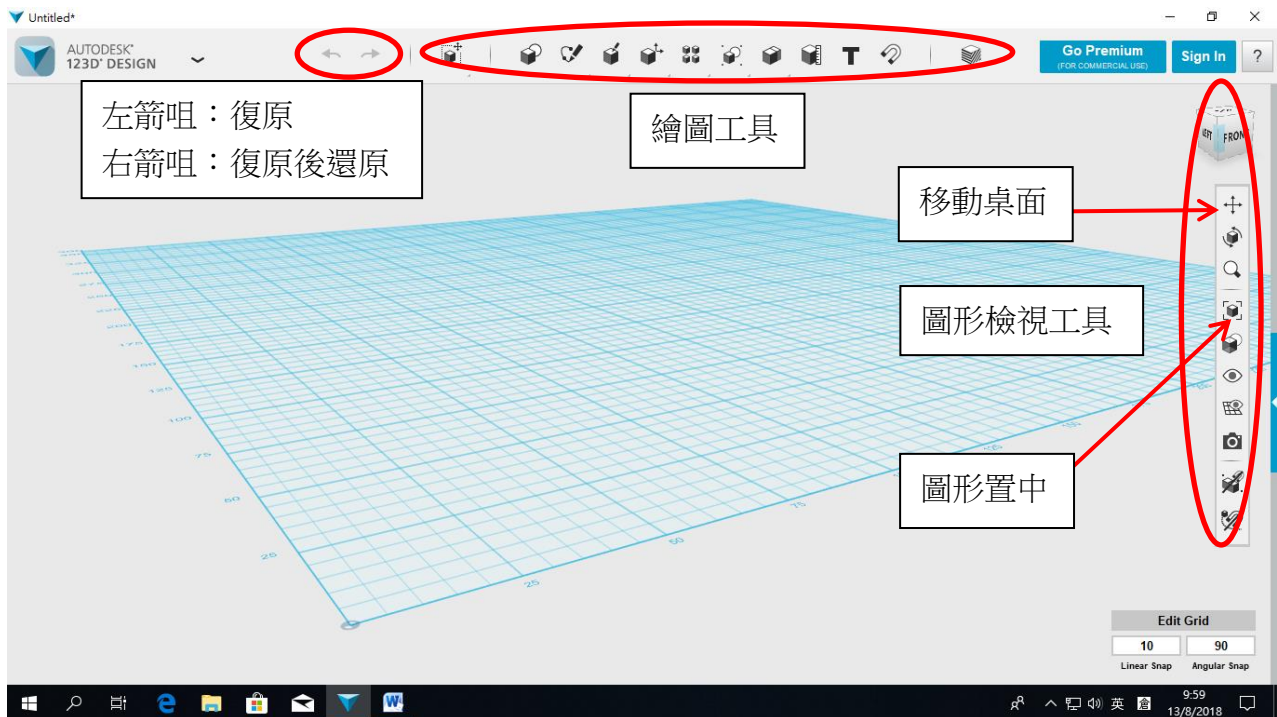 Untitled*
AUTODESK®
123D® DESIGN
Go Premium
(FOR COMMERCIAL USE)
Sign In
?
左箭咀：復原
右箭咀：復原後還原
繪圖工具
FRONT
移動桌面
圖形檢視工具
圖形置中
175
150
125
100
75
50
25
25
50
75
Edit Grid
10
90
Linear Snap
Angular Snap
英
倉
9:59
13/8/2018